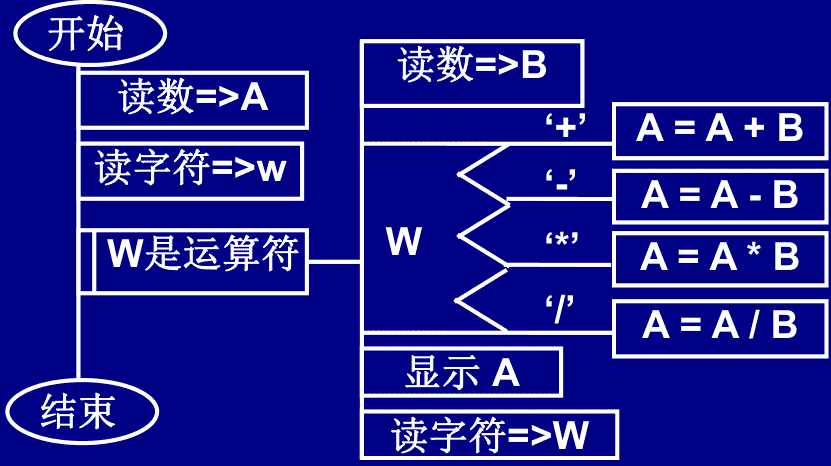 开始
读数=>A
读字符=>w
W是运算符
结束
读数=>B
W
‘+’
A = A + B
‘-’
A = A - B
‘*’
A = A * B
‘/’
A = A / B
显示 A
读字符=>W